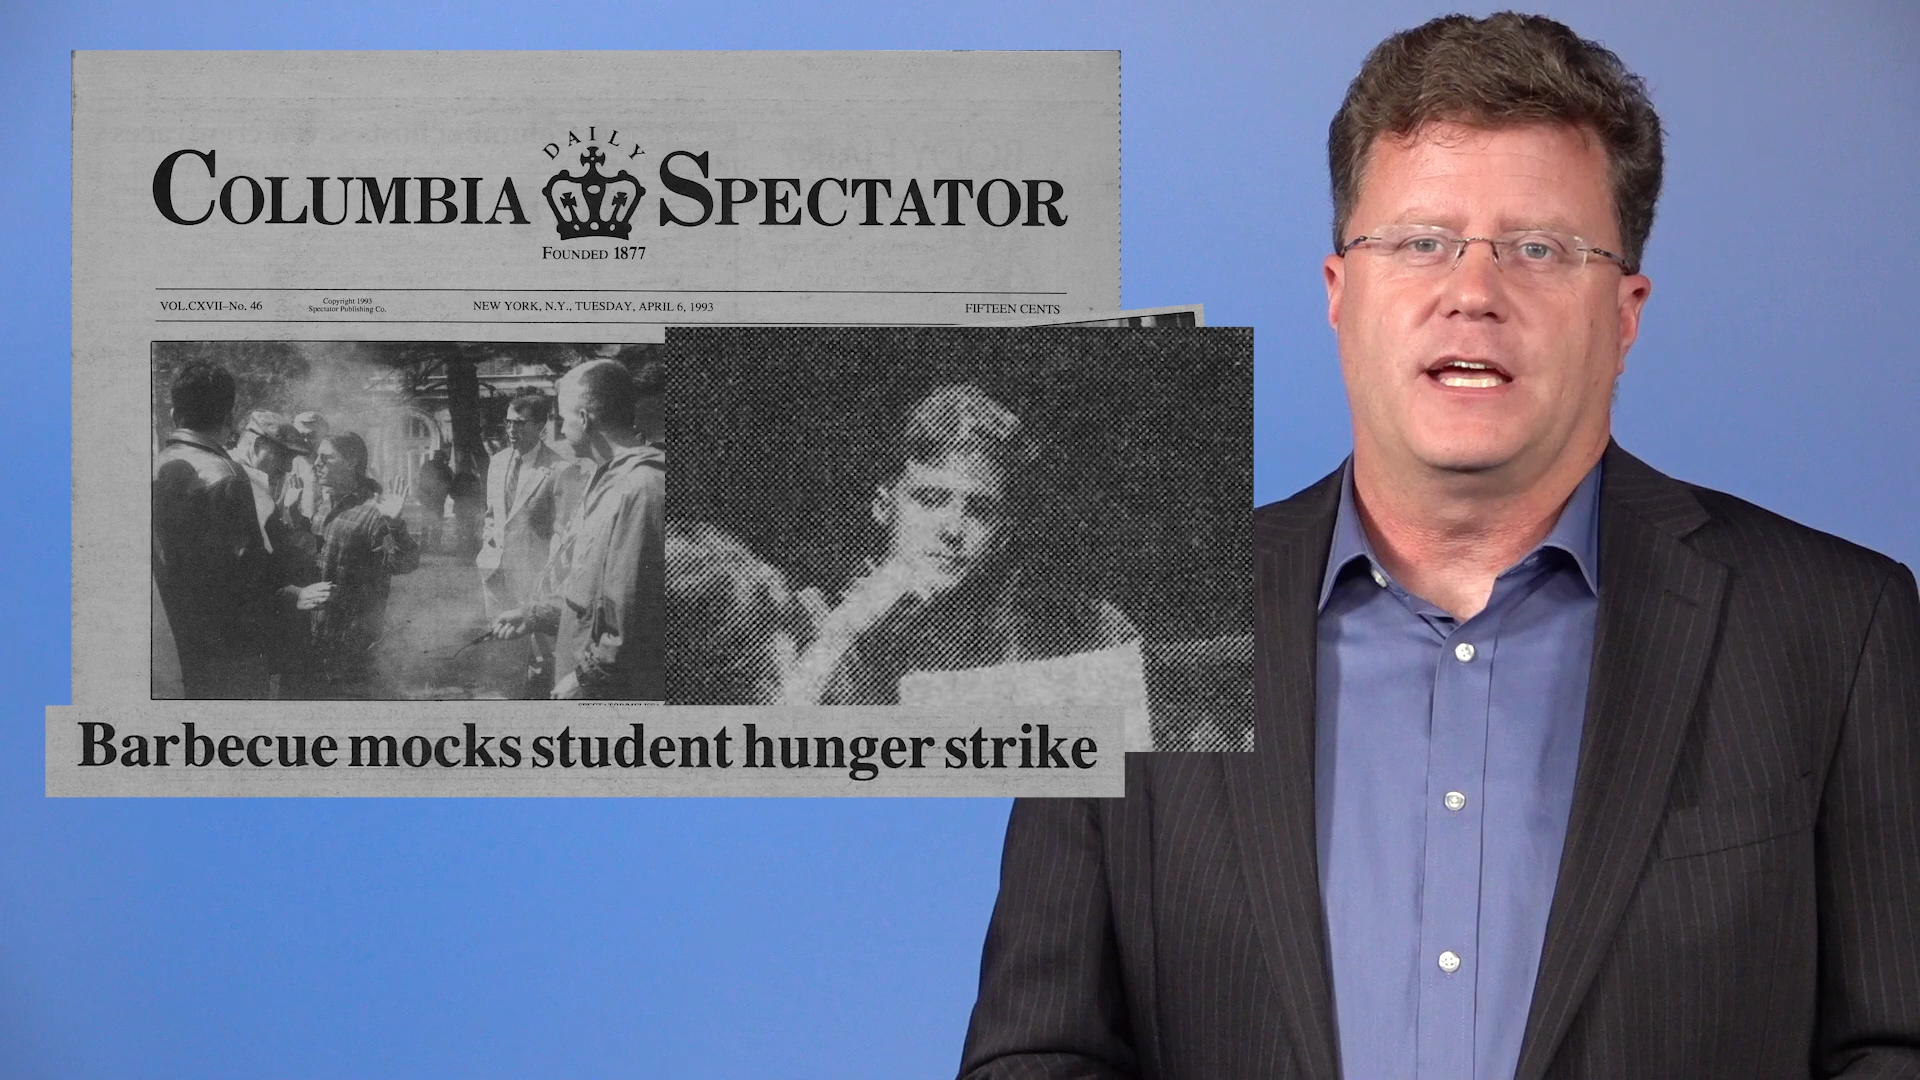 DAILY
COLUMBIA SPECTATOR
FOUNDED 1877
VOL.CXVII–No. 46
Copyright 1993
Spectator Publishing Co.
NEW YORK, N.Y., TUESDAY, APRIL 6, 1993
FIFTEEN CENTS
Barbecue mocks student hunger strike